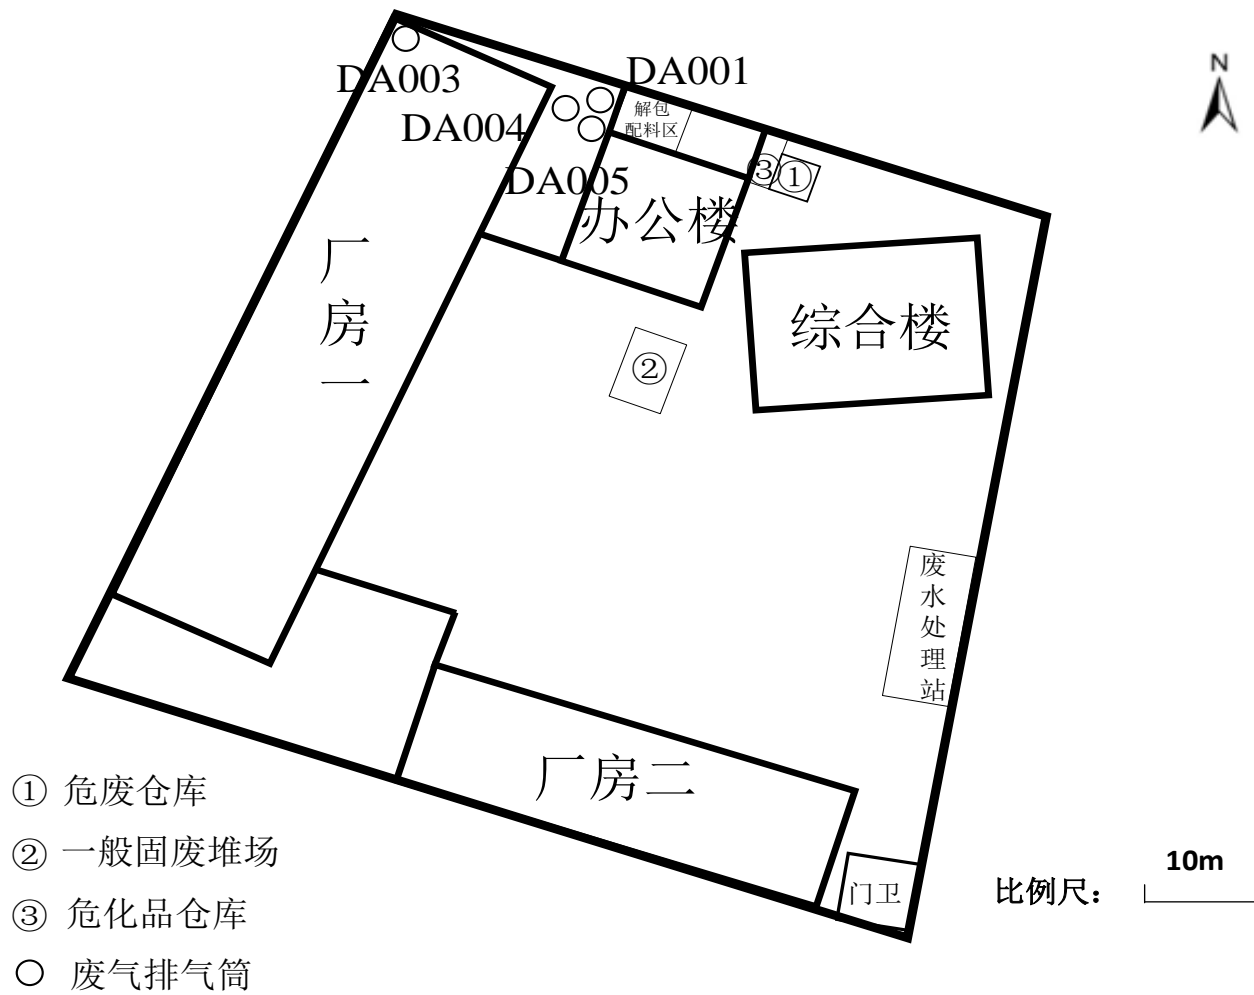 N
DA001
DA003
解包
配料区
DA004
③
①
DA005
办公楼
厂房一
综合楼
②
废水处理站
厂房二
① 危废仓库
② 一般固废堆场
③ 危化品仓库
废气排气筒
门卫
10m
比例尺：